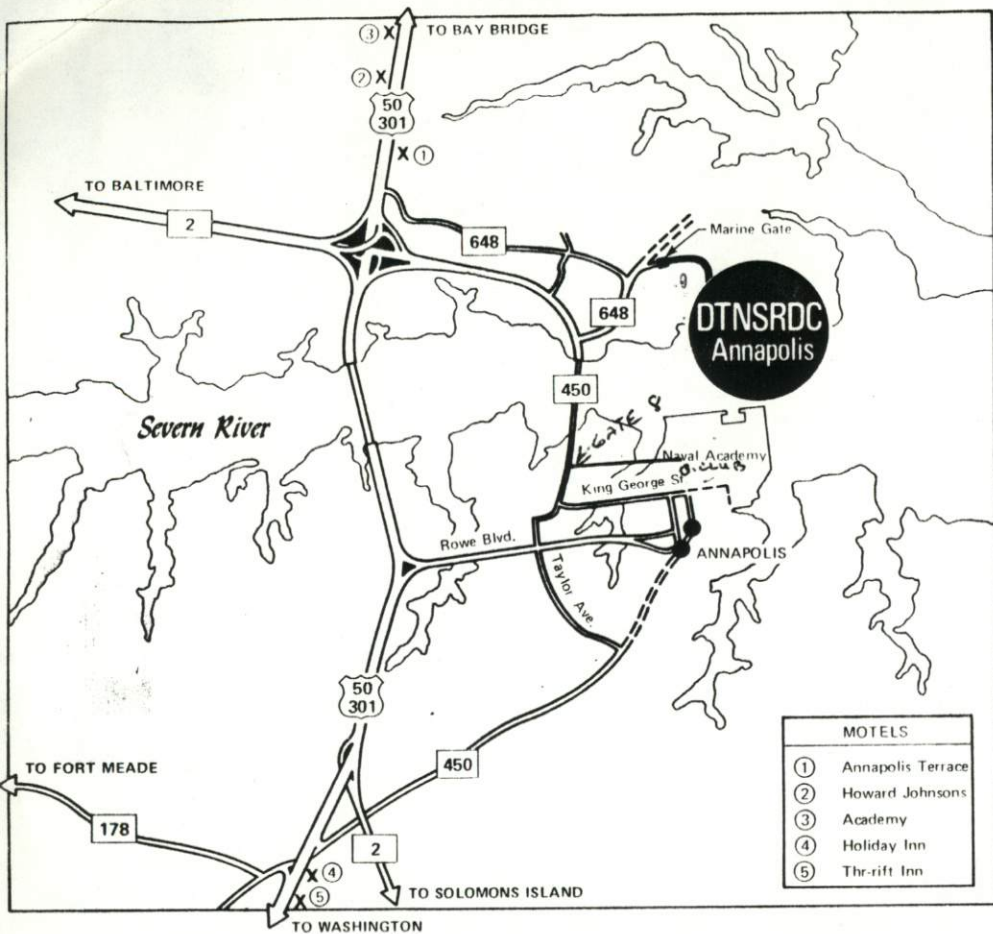 ③ X
TO BAY BRIDGE
② X
50
301
X ①
TO BALTIMORE
2
648
Marine Gate
648
DTNSRDC
Annapolis
450
Severn River
GATE 8
Naval Academy
O. CLUB
King George St
Rowe Blvd.
ANNAPOLIS
Taylor Ave.
50
301
TO FORT MEADE
450
178
2
X ④
X ⑤
TO SOLOMONS ISLAND
TO WASHINGTON
MOTELS
① Annapolis Terrace
② Howard Johnsons
③ Academy
④ Holiday Inn
⑤ Thr-rift Inn